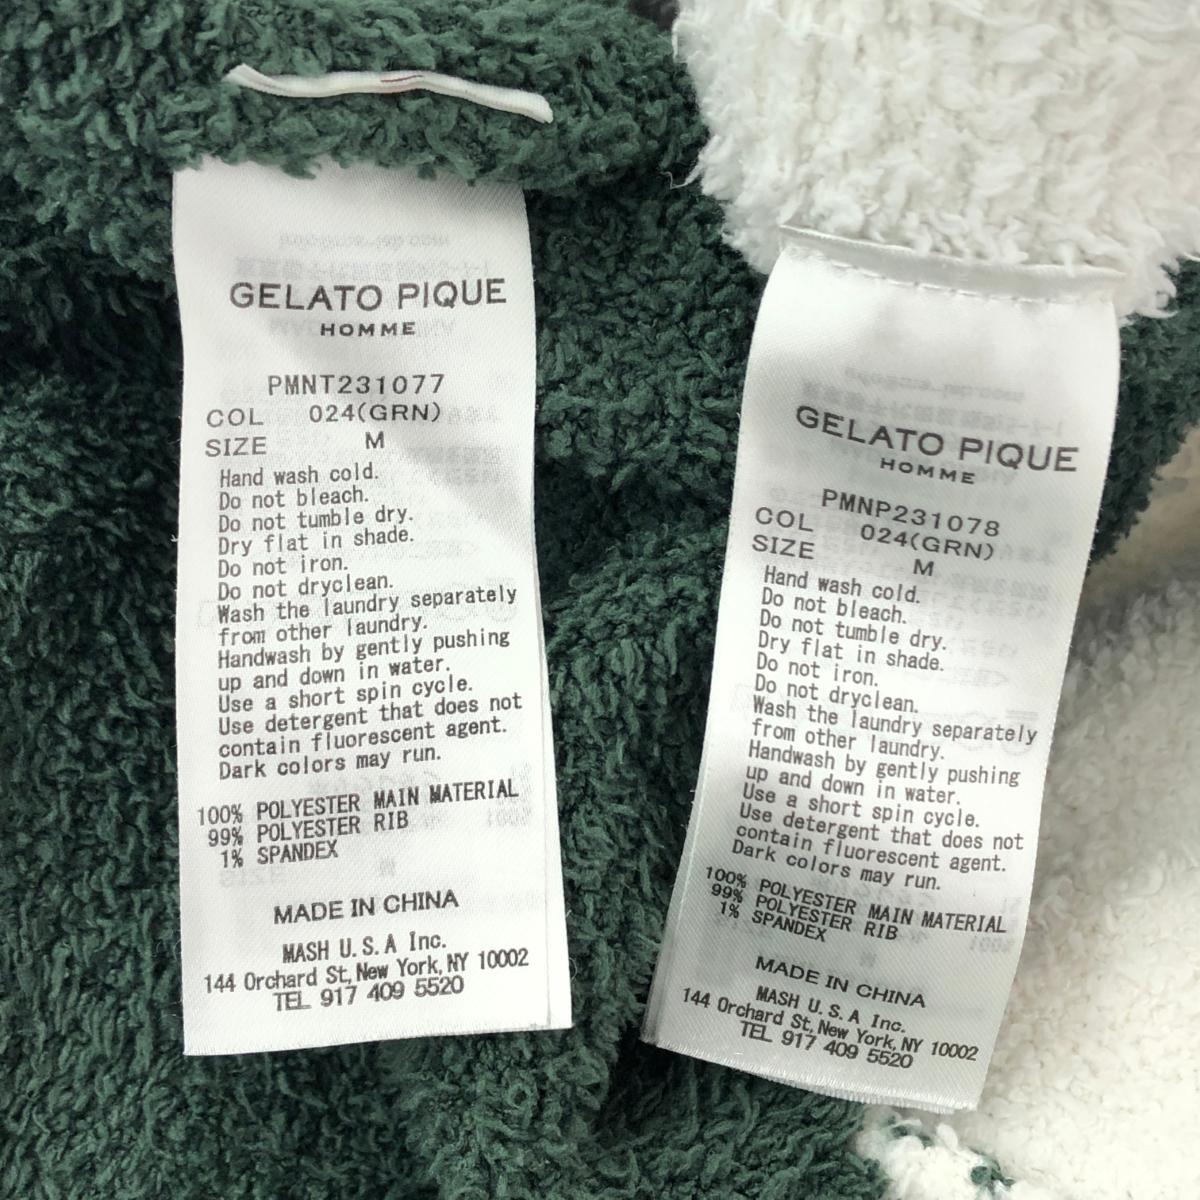 GELATO PIQUE
HOMME
PMNT231077
COL 024(GRN)
SIZE M
Hand wash cold.
Do not bleach.
Do not tumble dry.
Dry flat in shade.
Do not iron.
Do not dryclean.
Wash the laundry separately
from other laundry.
Handwash by gently pushing
up and down in water.
Use a short spin cycle.
Use detergent that does not
contain fluorescent agent.
Dark colors may run.
100% POLYESTER MAIN MATERIAL
99% POLYESTER RIB
1% SPANDEX
MADE IN CHINA
MASH U.S.A Inc.
144 Orchard St, New York, NY 10002
TEL 917 409 5520
GELATO PIQUE
HOMME
PMNP231078
COL 024(GRN)
SIZE M
Hand wash cold.
Do not bleach.
Do not tumble dry.
Dry flat in shade.
Do not iron.
Do not dryclean.
Wash the laundry separately
from other laundry.
Handwash by gently pushing
up and down in water.
Use a short spin cycle.
Use detergent that does not
contain fluorescent agent.
Dark colors may run.
100% POLYESTER MAIN MATERIAL
99% POLYESTER RIB
1% SPANDEX
MADE IN CHINA
MASH U.S.A Inc.
144 Orchard St, New York, NY 10002
TEL 917 409 5520